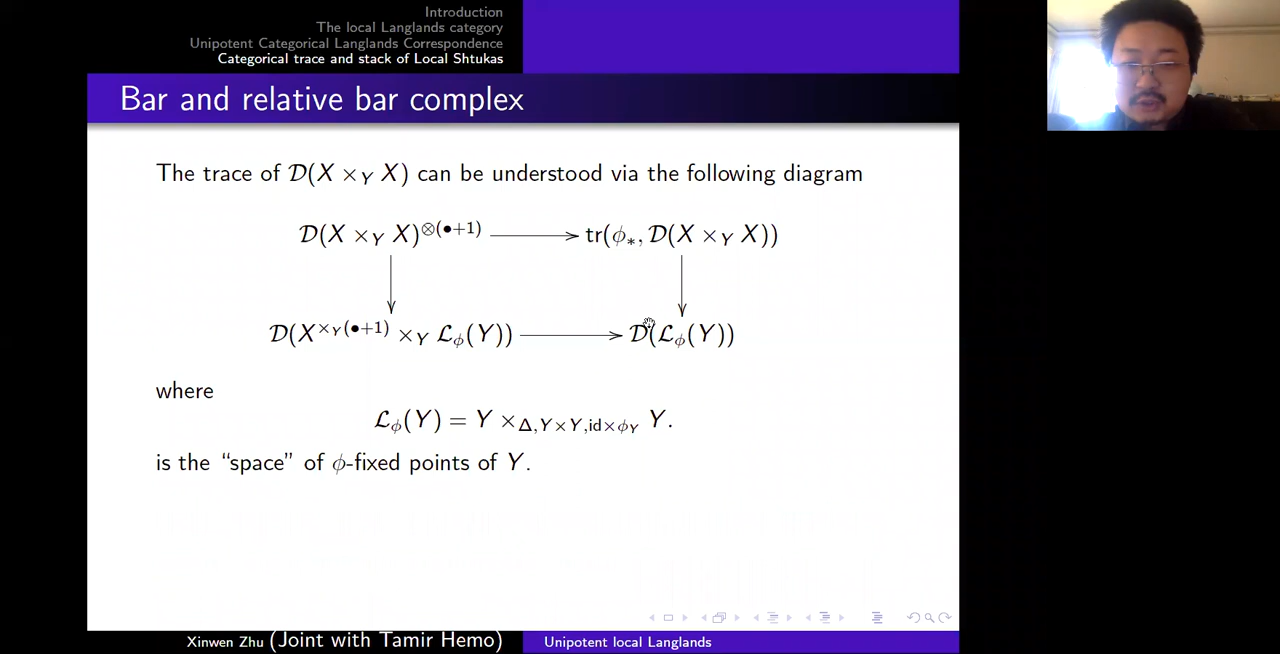 Introduction
The local Langlands category
Unipotent Categorical Langlands Correspondence
Categorical trace and stack of Local Shtukas
Bar and relative bar complex
The trace of 𝒟(X ×_Y X) can be understood via the following diagram
𝒟(X ×_Y X)^{⊗(•+1)} → tr(ϕ_*, 𝒟(X ×_Y X))
↓ ↓
𝒟(X^{×_Y(•+1)} ×_Y ℒ_ϕ(Y)) → 𝒟(ℒ_ϕ(Y))
where
ℒ_ϕ(Y) = Y ×_{Δ,Y×Y,id×ϕ_Y} Y.
is the “space” of ϕ-fixed points of Y.
Xinwen Zhu (Joint with Tamir Hemo) Unipotent local Langlands